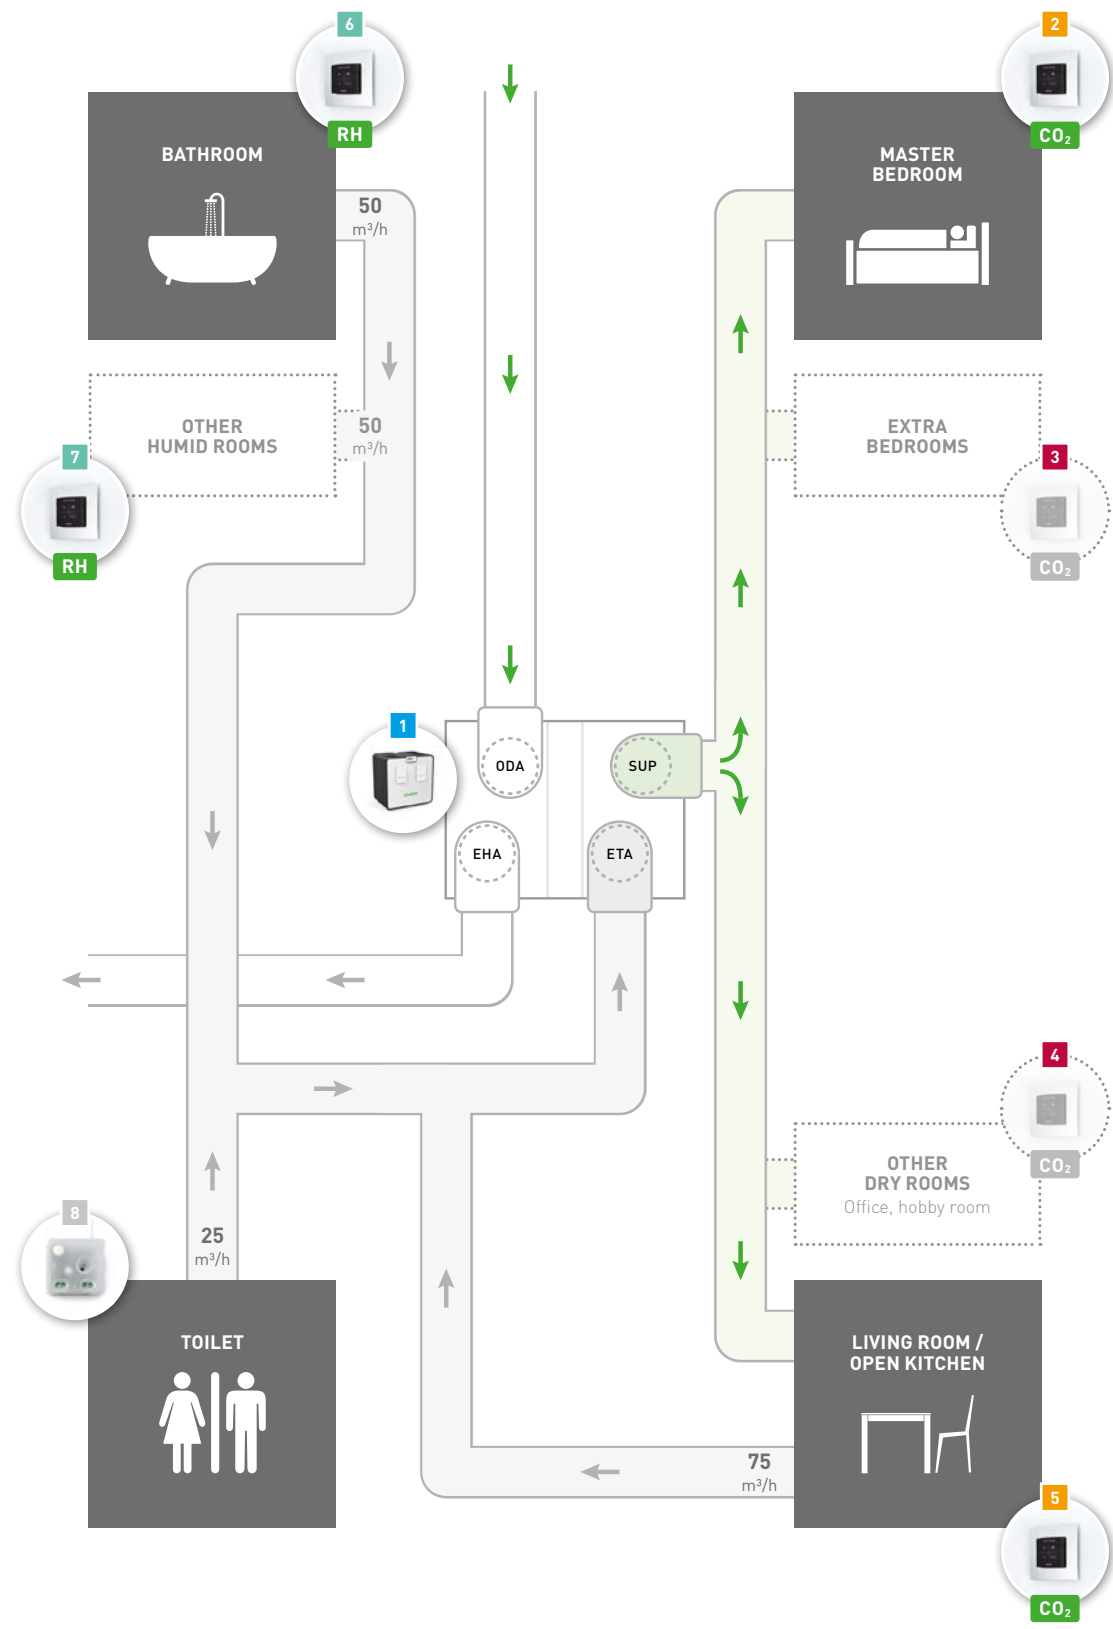 6
RH
BATHROOM
50
m³/h
2
CO₂
MASTER
BEDROOM
OTHER
HUMID ROOMS
50
m³/h
7
RH
EXTRA
BEDROOMS
3
CO₂
1
ODA
SUP
EHA
ETA
4
CO₂
OTHER
DRY ROOMS
Office, hobby room
8
25
m³/h
TOILET
LIVING ROOM /
OPEN KITCHEN
75
m³/h
5
CO₂